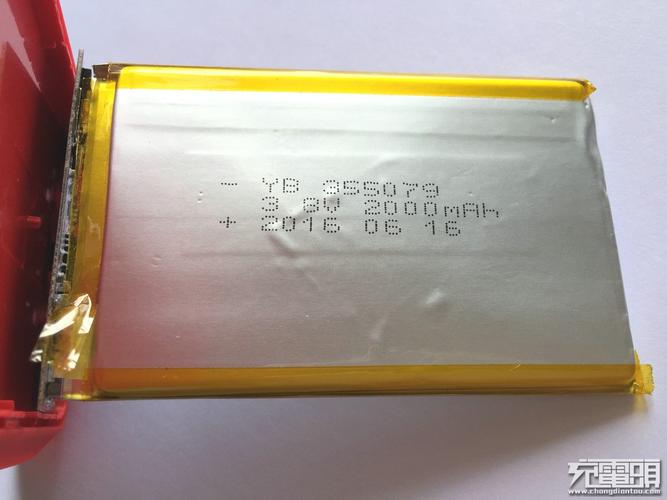 - YB 355079
3.8V 2000mAh
+ 2016 06 16
充電頭
www.chongdiantou.com